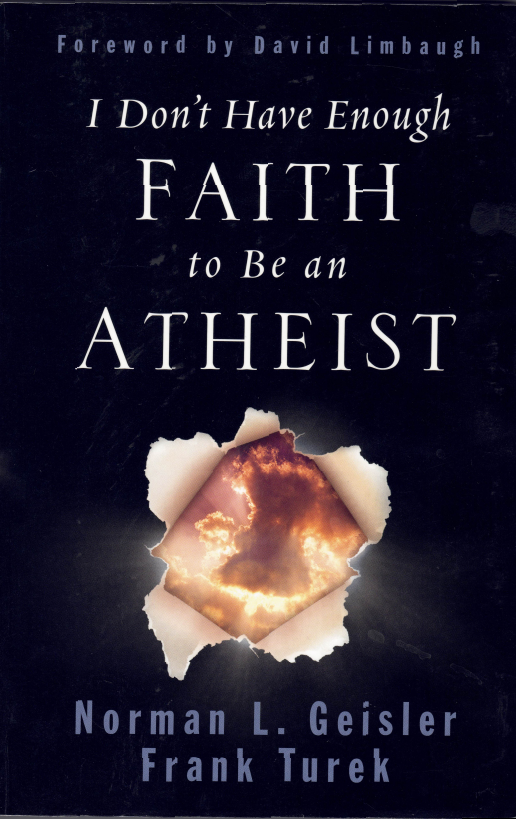 Foreword by David Limbaugh
I Don't Have Enough
FAITH
to Be an
ATHEIST
Norman L. Geisler
Frank Turek